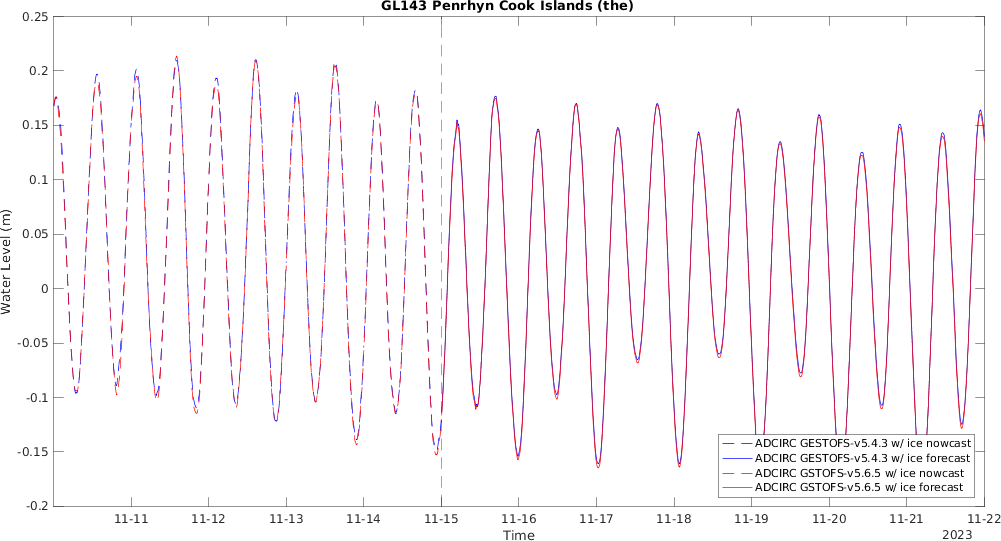 GL143 Penrhyn Cook Islands (the)
0.25
0.2
0.15
0.1
0.05
0
-0.05
-0.1
-0.15
-0.2
Water Level (m)
ADCIRC GESTOFS-v5.4.3 w/ ice nowcast
ADCIRC GESTOFS-v5.4.3 w/ ice forecast
ADCIRC GSTOFS-v5.6.5 w/ ice nowcast
ADCIRC GSTOFS-v5.6.5 w/ ice forecast
11-11 11-12 11-13 11-14 11-15 11-16 11-17 11-18 11-19 11-20 11-21 11-22
Time
2023